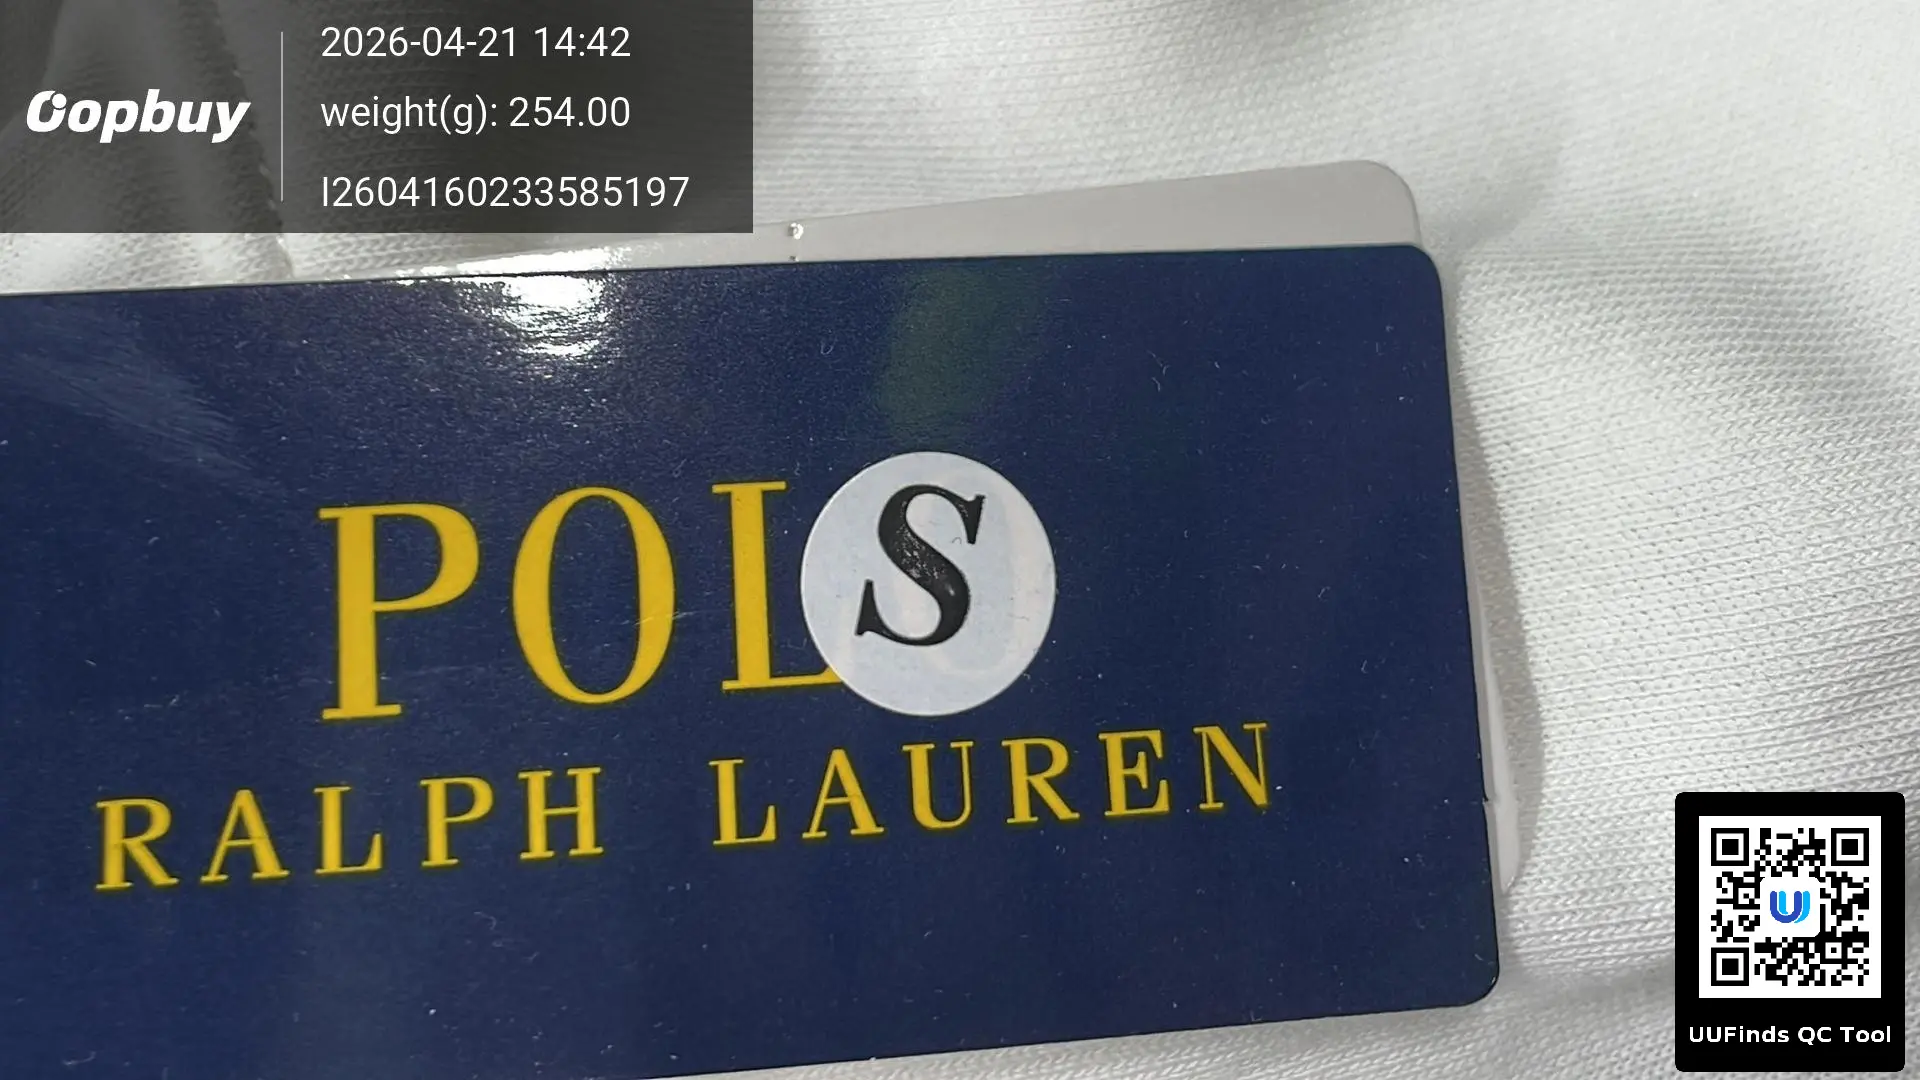 oopbuy
2026-04-21 14:42
weight(g): 254.00
I2604160233585197
POL
S
RALPH LAUREN
UUFinds QC Tool